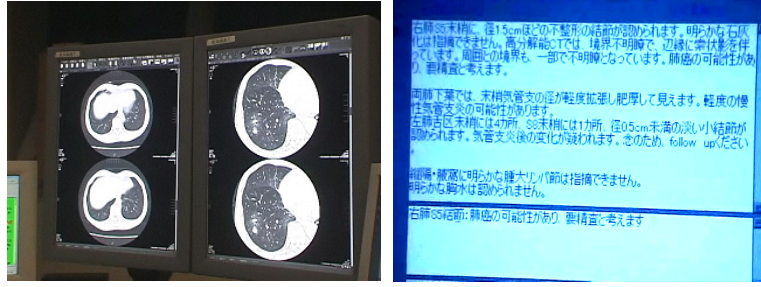 右肺S5末梢に、径1.5cmほどの不整形の結節が認められます。明らかな石灰
化は指摘できません。高分解能CTでは、境界不明瞭で、辺縁に索状影を伴
っています。周囲との境界も、一部で不明瞭となっています。肺癌の可能性があ
り、要精査と考えます。
両肺下葉では、末梢気管支の径が軽度拡張し肥厚して見えます。軽度の慢
性気管支炎の可能性があります。
左肺舌区末梢には4カ所、S8末梢には1カ所、径0.5cm未満の淡い小結節が
認められます。気管支炎後の変化が疑われます。念のため、follow upください
。
縦隔・腋窩に明らかな腫大リンパ節は指摘できません。
明らかな胸水は認められません。
右肺S5結節：肺癌の可能性があり、要精査と考えます